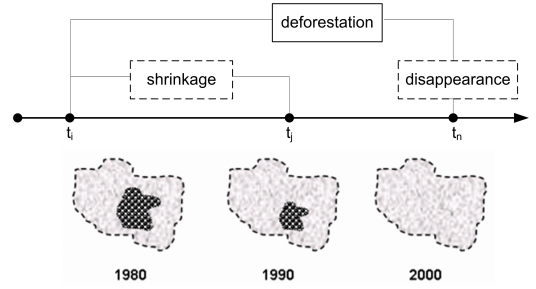 deforestation
shrinkage
disappearance
ti tj tn
1980 1990 2000